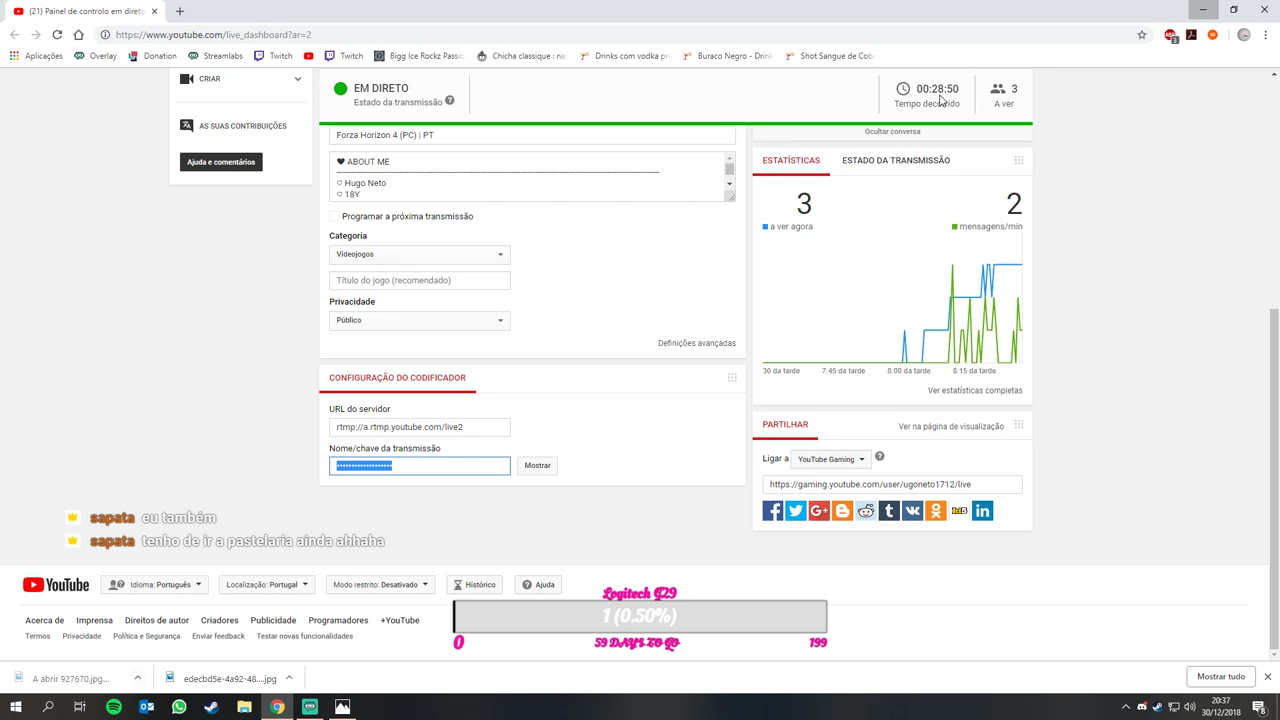 (21) Painel de controlo em direto
https://www.youtube.com/live_dashboard?ar=2
Aplicações
Overlay
Donation
Streamlabs
Twitch
Twitch
Bigg Ice Rockz Passi
Chicha classique : na
Drinks com vodka pr
Buraco Negro - Drin
Shot Sangue de Cob
CRIAR
AS SUAS CONTRIBUIÇÕES
Ajuda e comentários
EM DIRETO
Estado da transmissão
00:28:50
Tempo decorrido
3
A ver
Forza Horizon 4 (PC) | PT
♥ ABOUT ME
♡ Hugo Neto
♡ 18Y
Programar a próxima transmissão
Categoria
Videojogos
Título do jogo (recomendado)
Privacidade
Público
Definições avançadas
CONFIGURAÇÃO DO CODIFICADOR
URL do servidor
rtmp://a.rtmp.youtube.com/live2
Nome/chave da transmissão
Mostrar
Ocultar conversa
ESTATÍSTICAS
ESTADO DA TRANSMISSÃO
3
a ver agora
2
mensagens/min
30 da tarde
7:45 da tarde
8:00 da tarde
8:15 da tarde
Ver estatísticas completas
PARTILHAR
Ver na página de visualização
Ligar a
YouTube Gaming
https://gaming.youtube.com/user/ugoneto1712/live
sapata eu também
sapata tenho de ir a pastelaria ainda ahhaha
YouTube
Idioma: Português
Localização: Portugal
Modo restrito: Desativado
Histórico
Ajuda
Acerca de
Imprensa
Direitos de autor
Criadores
Publicidade
Programadores
+YouTube
Termos
Privacidade
Política e Segurança
Enviar feedback
Testar novas funcionalidades
Logitech G29
1 (0.50%)
0
59 DAYS TO GO
199
A abrir 927670.jpg...
edecbd5e-4a92-48....jpg
Mostrar tudo
20:37
30/12/2018